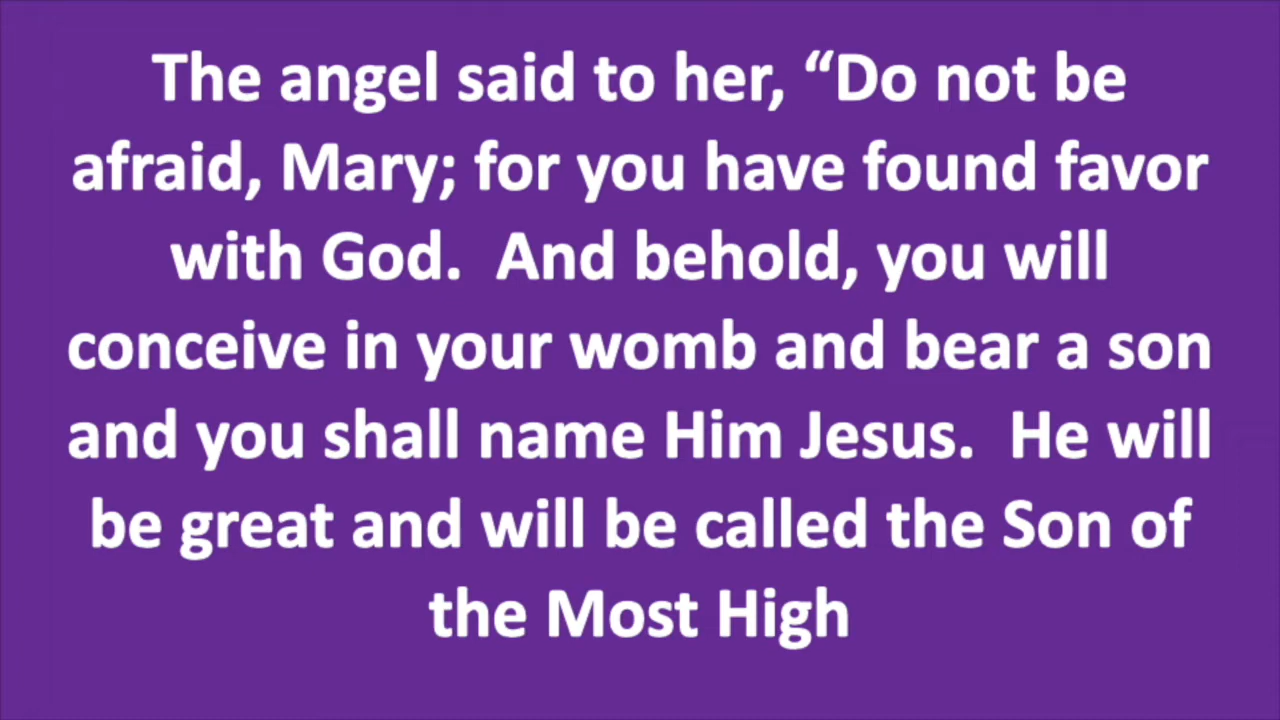 The angel said to her, “Do not be
afraid, Mary; for you have found favor
with God.  And behold, you will
conceive in your womb and bear a son
and you shall name Him Jesus.  He will
be great and will be called the Son of
the Most High